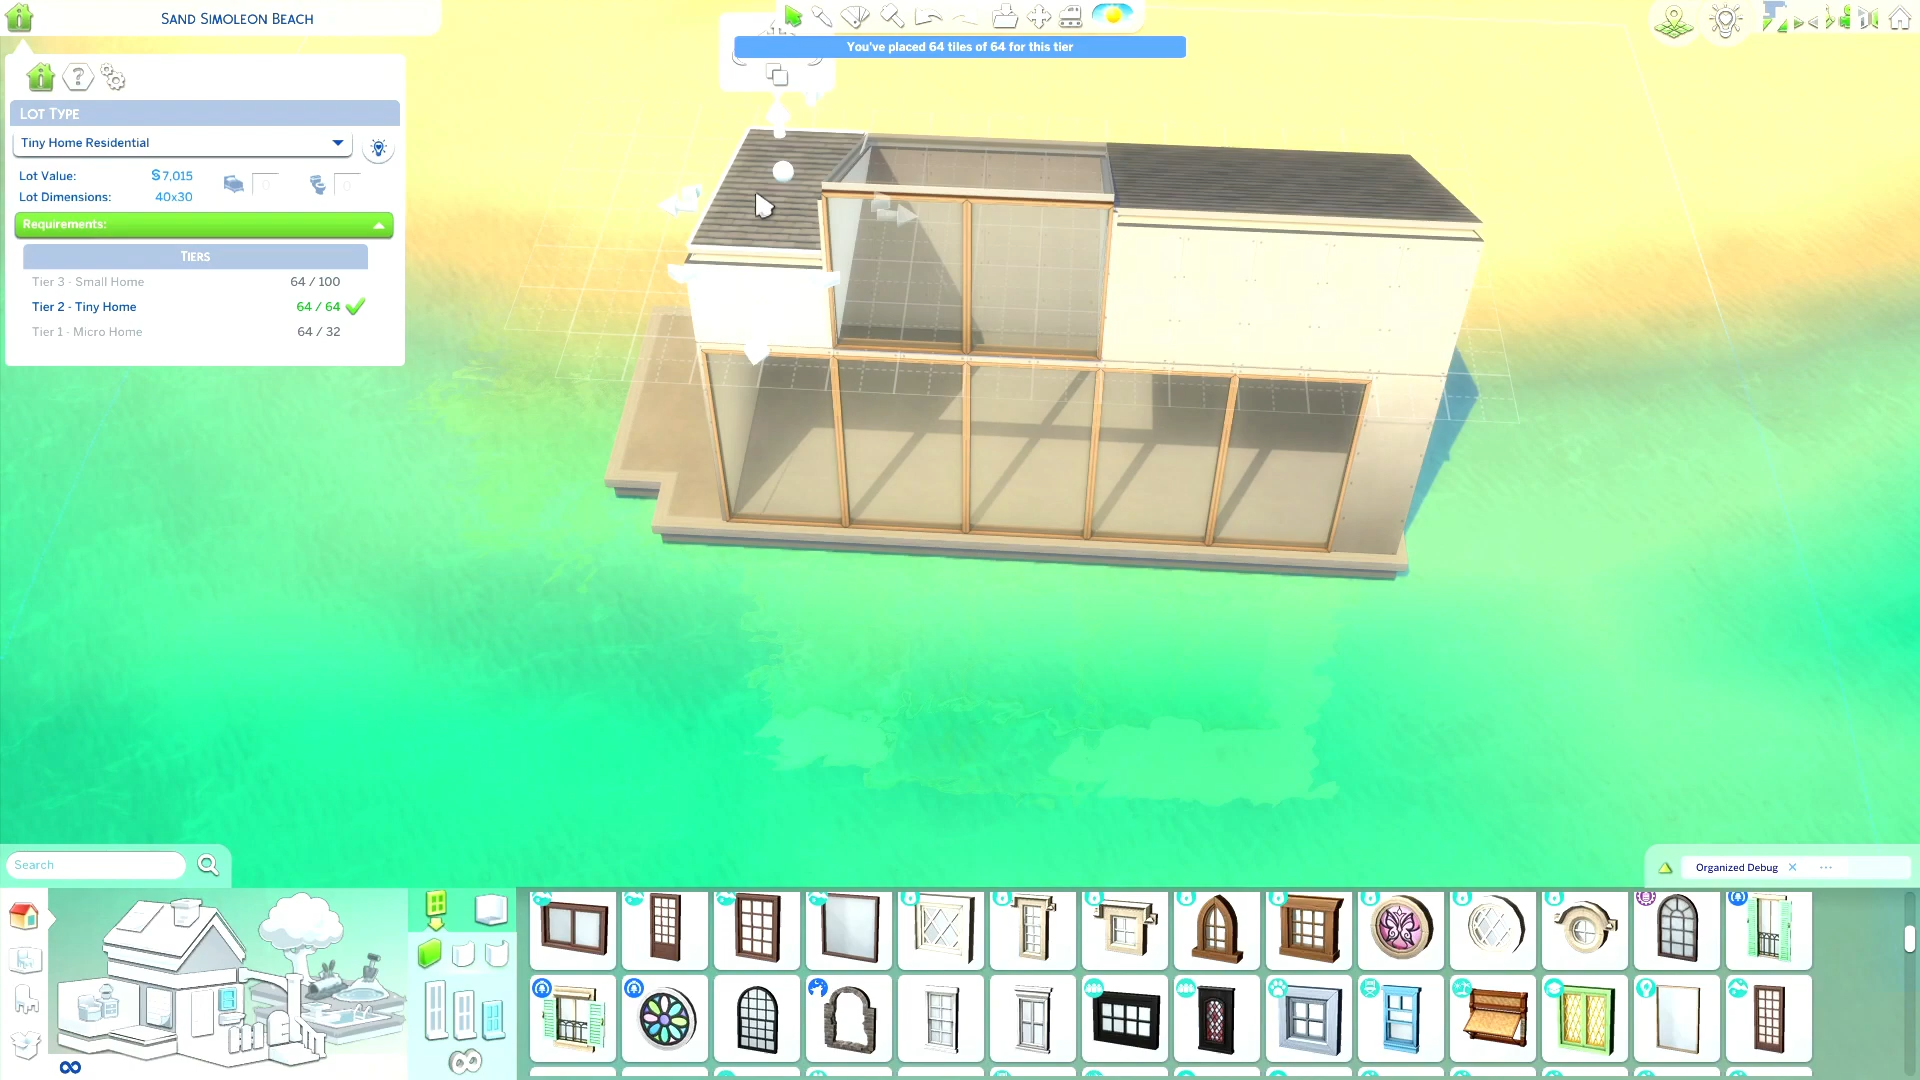 SAND SIMOLEON BEACH
You've placed 64 tiles of 64 for this tier
LOT TYPE
Tiny Home Residential
Lot Value: §7,015 0 0
Lot Dimensions: 40x30
Requirements:
TIERS
Tier 3 - Small Home 64 / 100
Tier 2 - Tiny Home 64 / 64
Tier 1 - Micro Home 64 / 32
Search
Organized Debug